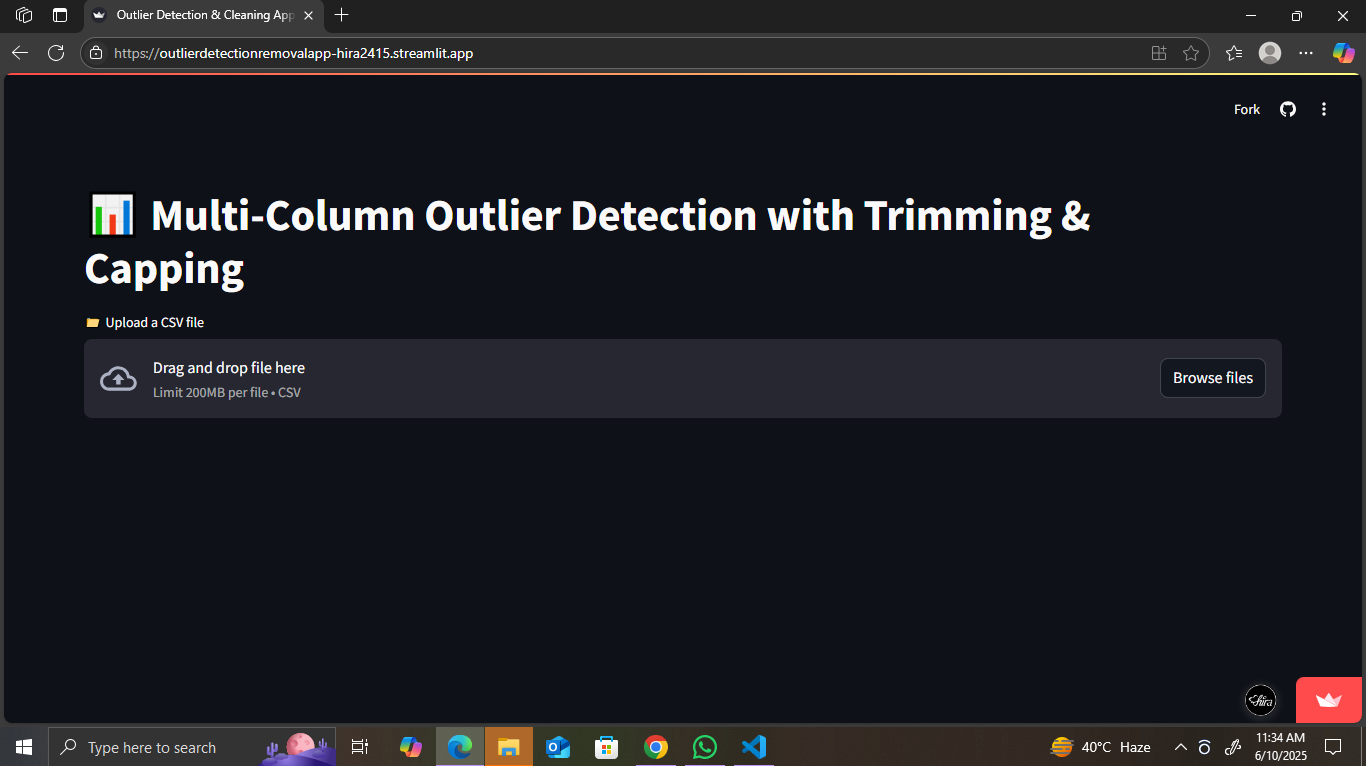 Outlier Detection & Cleaning App
https://outlierdetectionremovalapp-hira2415.streamlit.app
Fork
Multi-Column Outlier Detection with Trimming &
Capping
Upload a CSV file
Drag and drop file here
Limit 200MB per file • CSV
Browse files
hira
Type here to search
40°C Haze
11:34 AM
6/10/2025